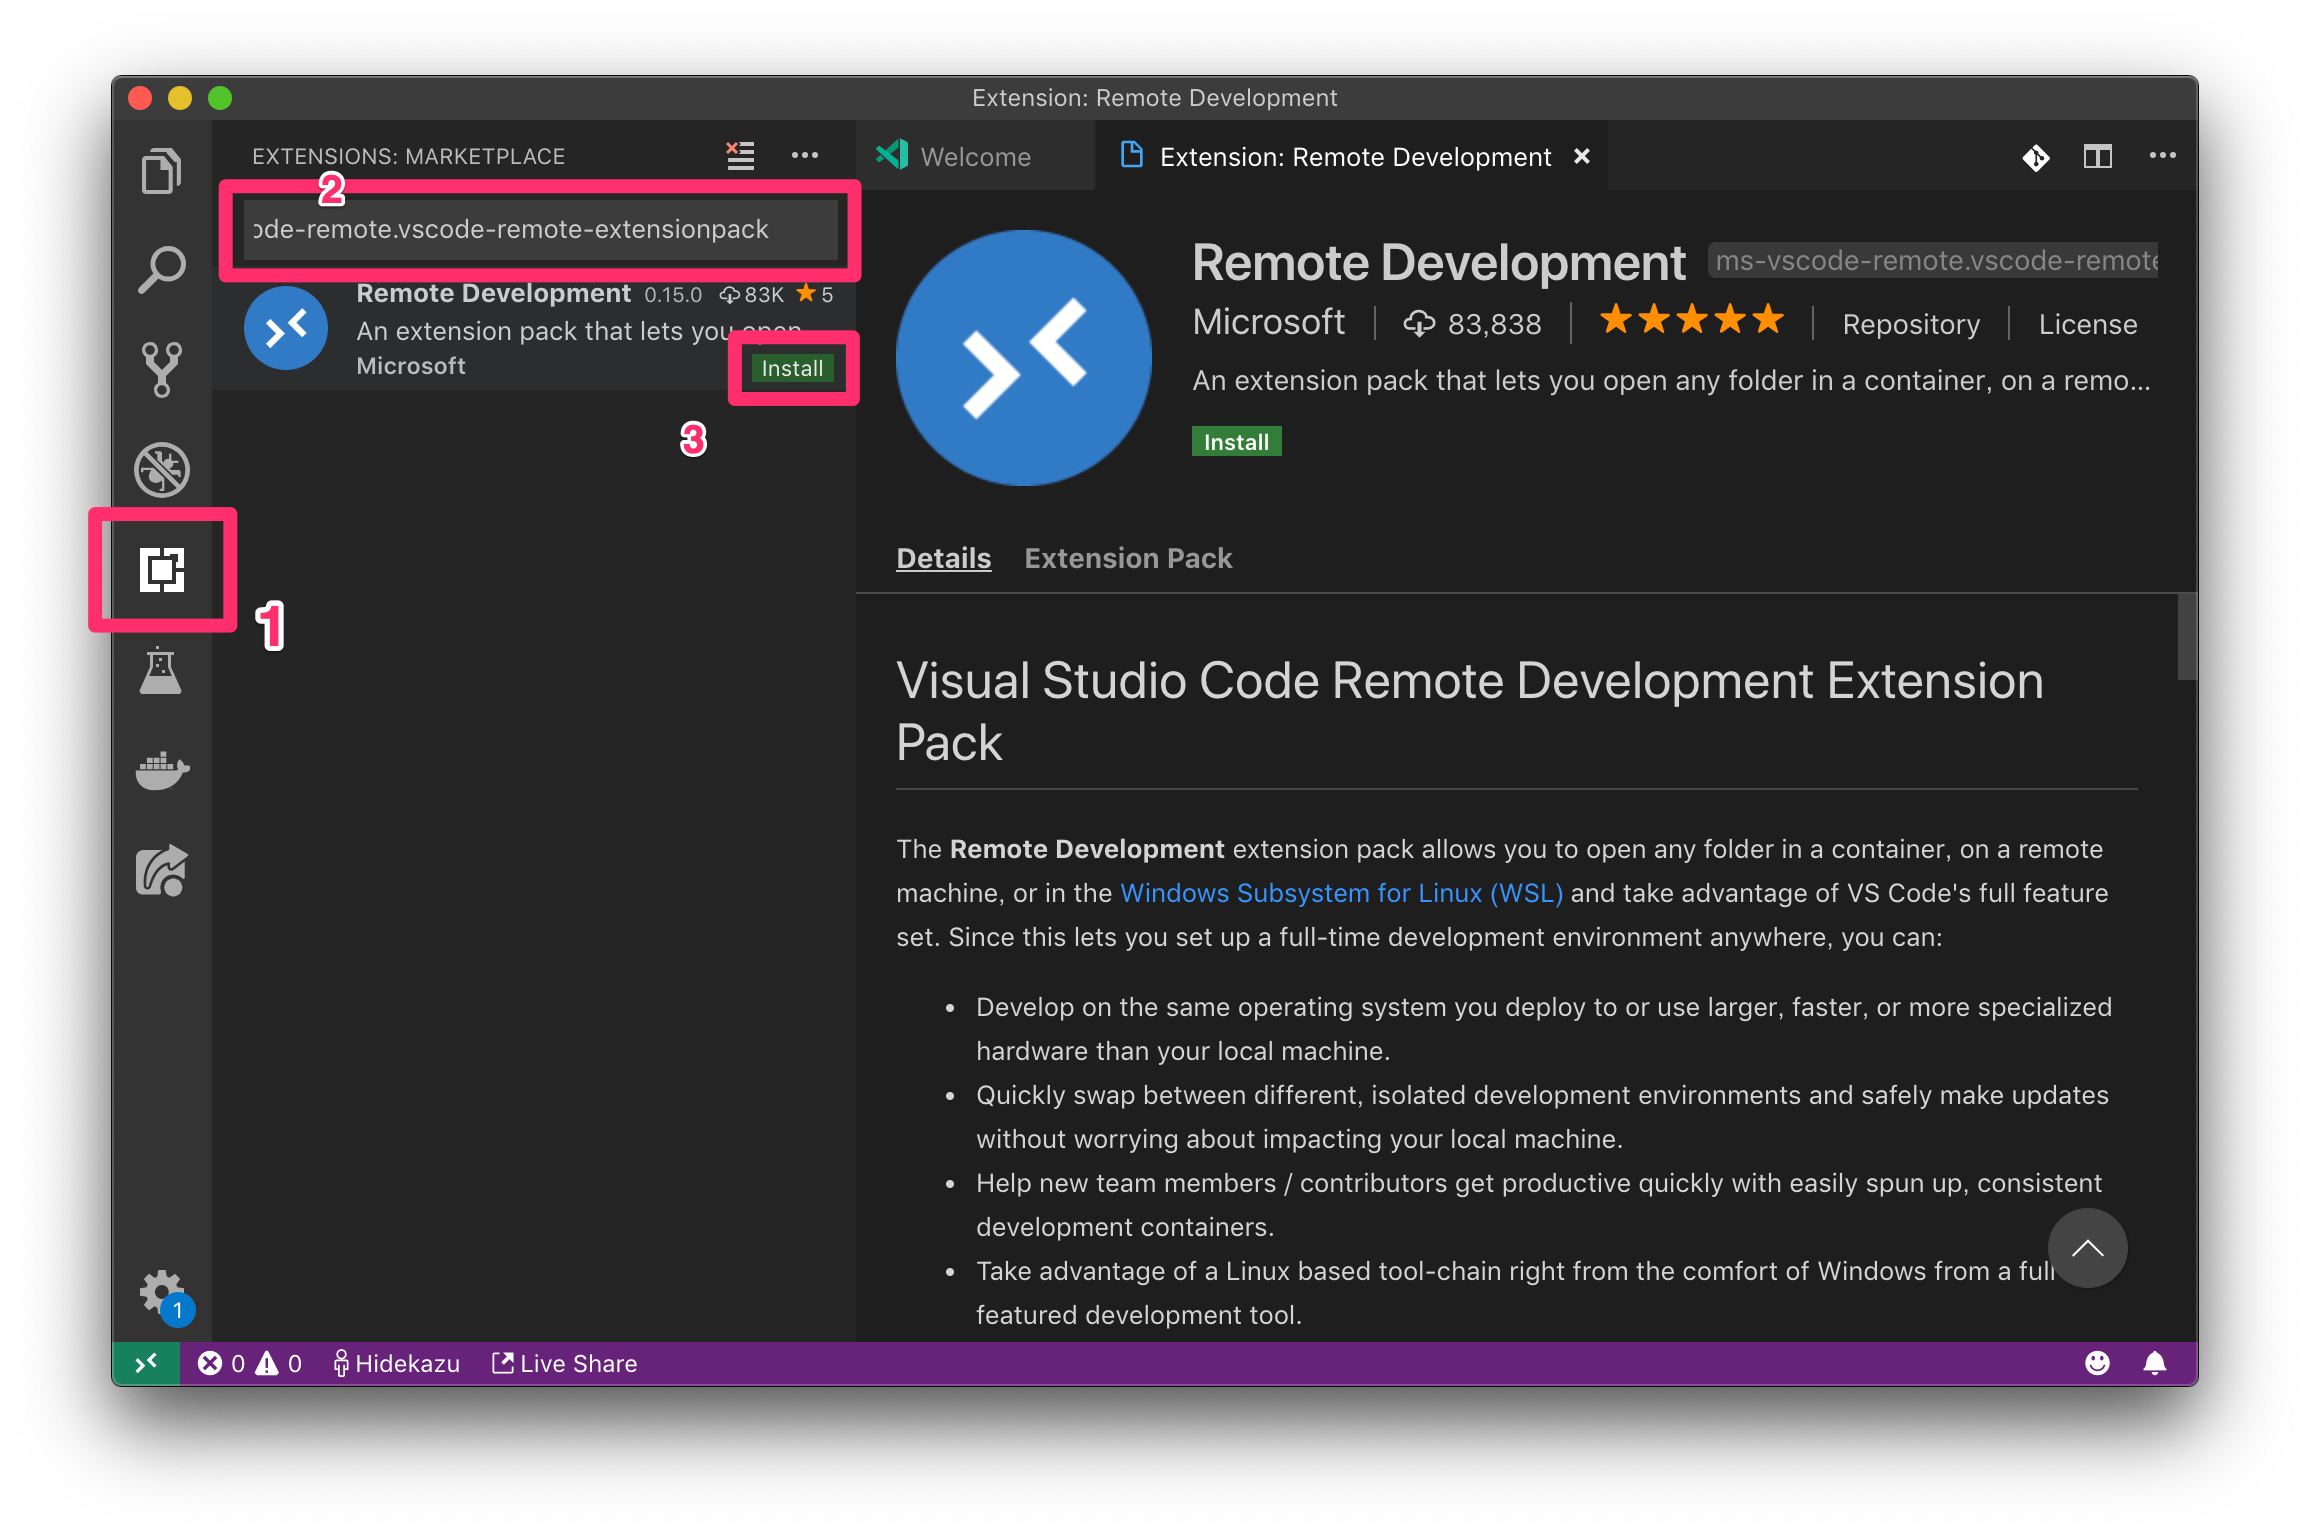 Extension: Remote Development
EXTENSIONS: MARKETPLACE
2
ode-remote.vscode-remote-extensionpack
Remote Development 0.15.0 83K 5
An extension pack that lets you open
Microsoft
Install
3
1
1
Welcome
Extension: Remote Development
Remote Development ms-vscode-remote.vscode-remote
Microsoft 83,838 Repository License
An extension pack that lets you open any folder in a container, on a remo...
Install
Details Extension Pack
Visual Studio Code Remote Development Extension
Pack
The Remote Development extension pack allows you to open any folder in a container, on a remote
machine, or in the Windows Subsystem for Linux (WSL) and take advantage of VS Code's full feature
set. Since this lets you set up a full-time development environment anywhere, you can:
• Develop on the same operating system you deploy to or use larger, faster, or more specialized
hardware than your local machine.
• Quickly swap between different, isolated development environments and safely make updates
without worrying about impacting your local machine.
• Help new team members / contributors get productive quickly with easily spun up, consistent
development containers.
• Take advantage of a Linux based tool-chain right from the comfort of Windows from a full
featured development tool.
0 0 Hidekazu Live Share